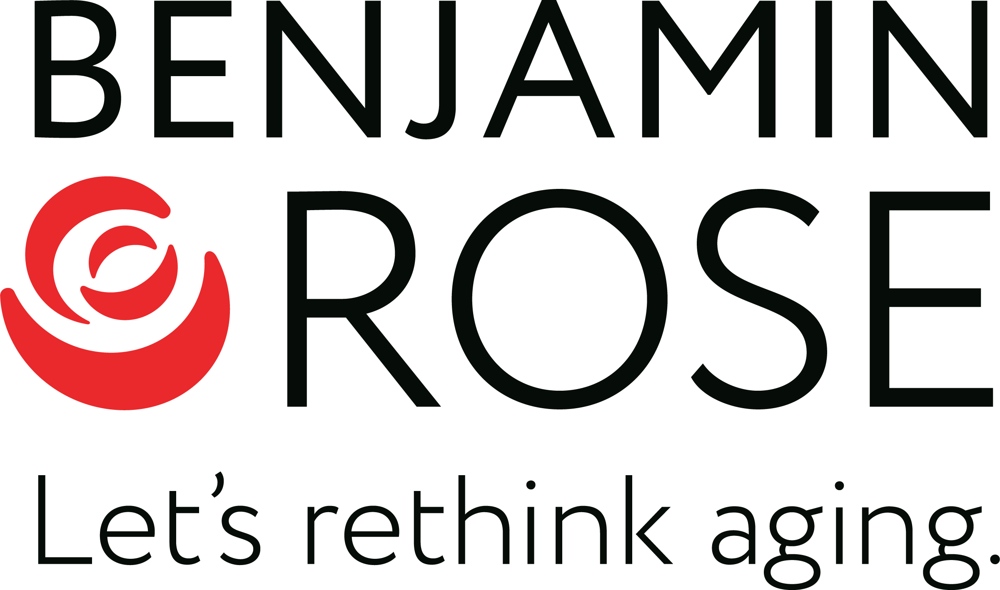 BENJAMIN
ROSE
Let’s rethink aging.